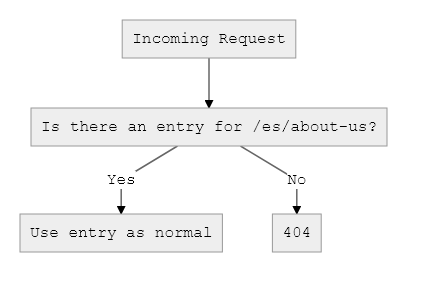 Incoming Request
Is there an entry for /es/about-us?
Yes
No
Use entry as normal
404